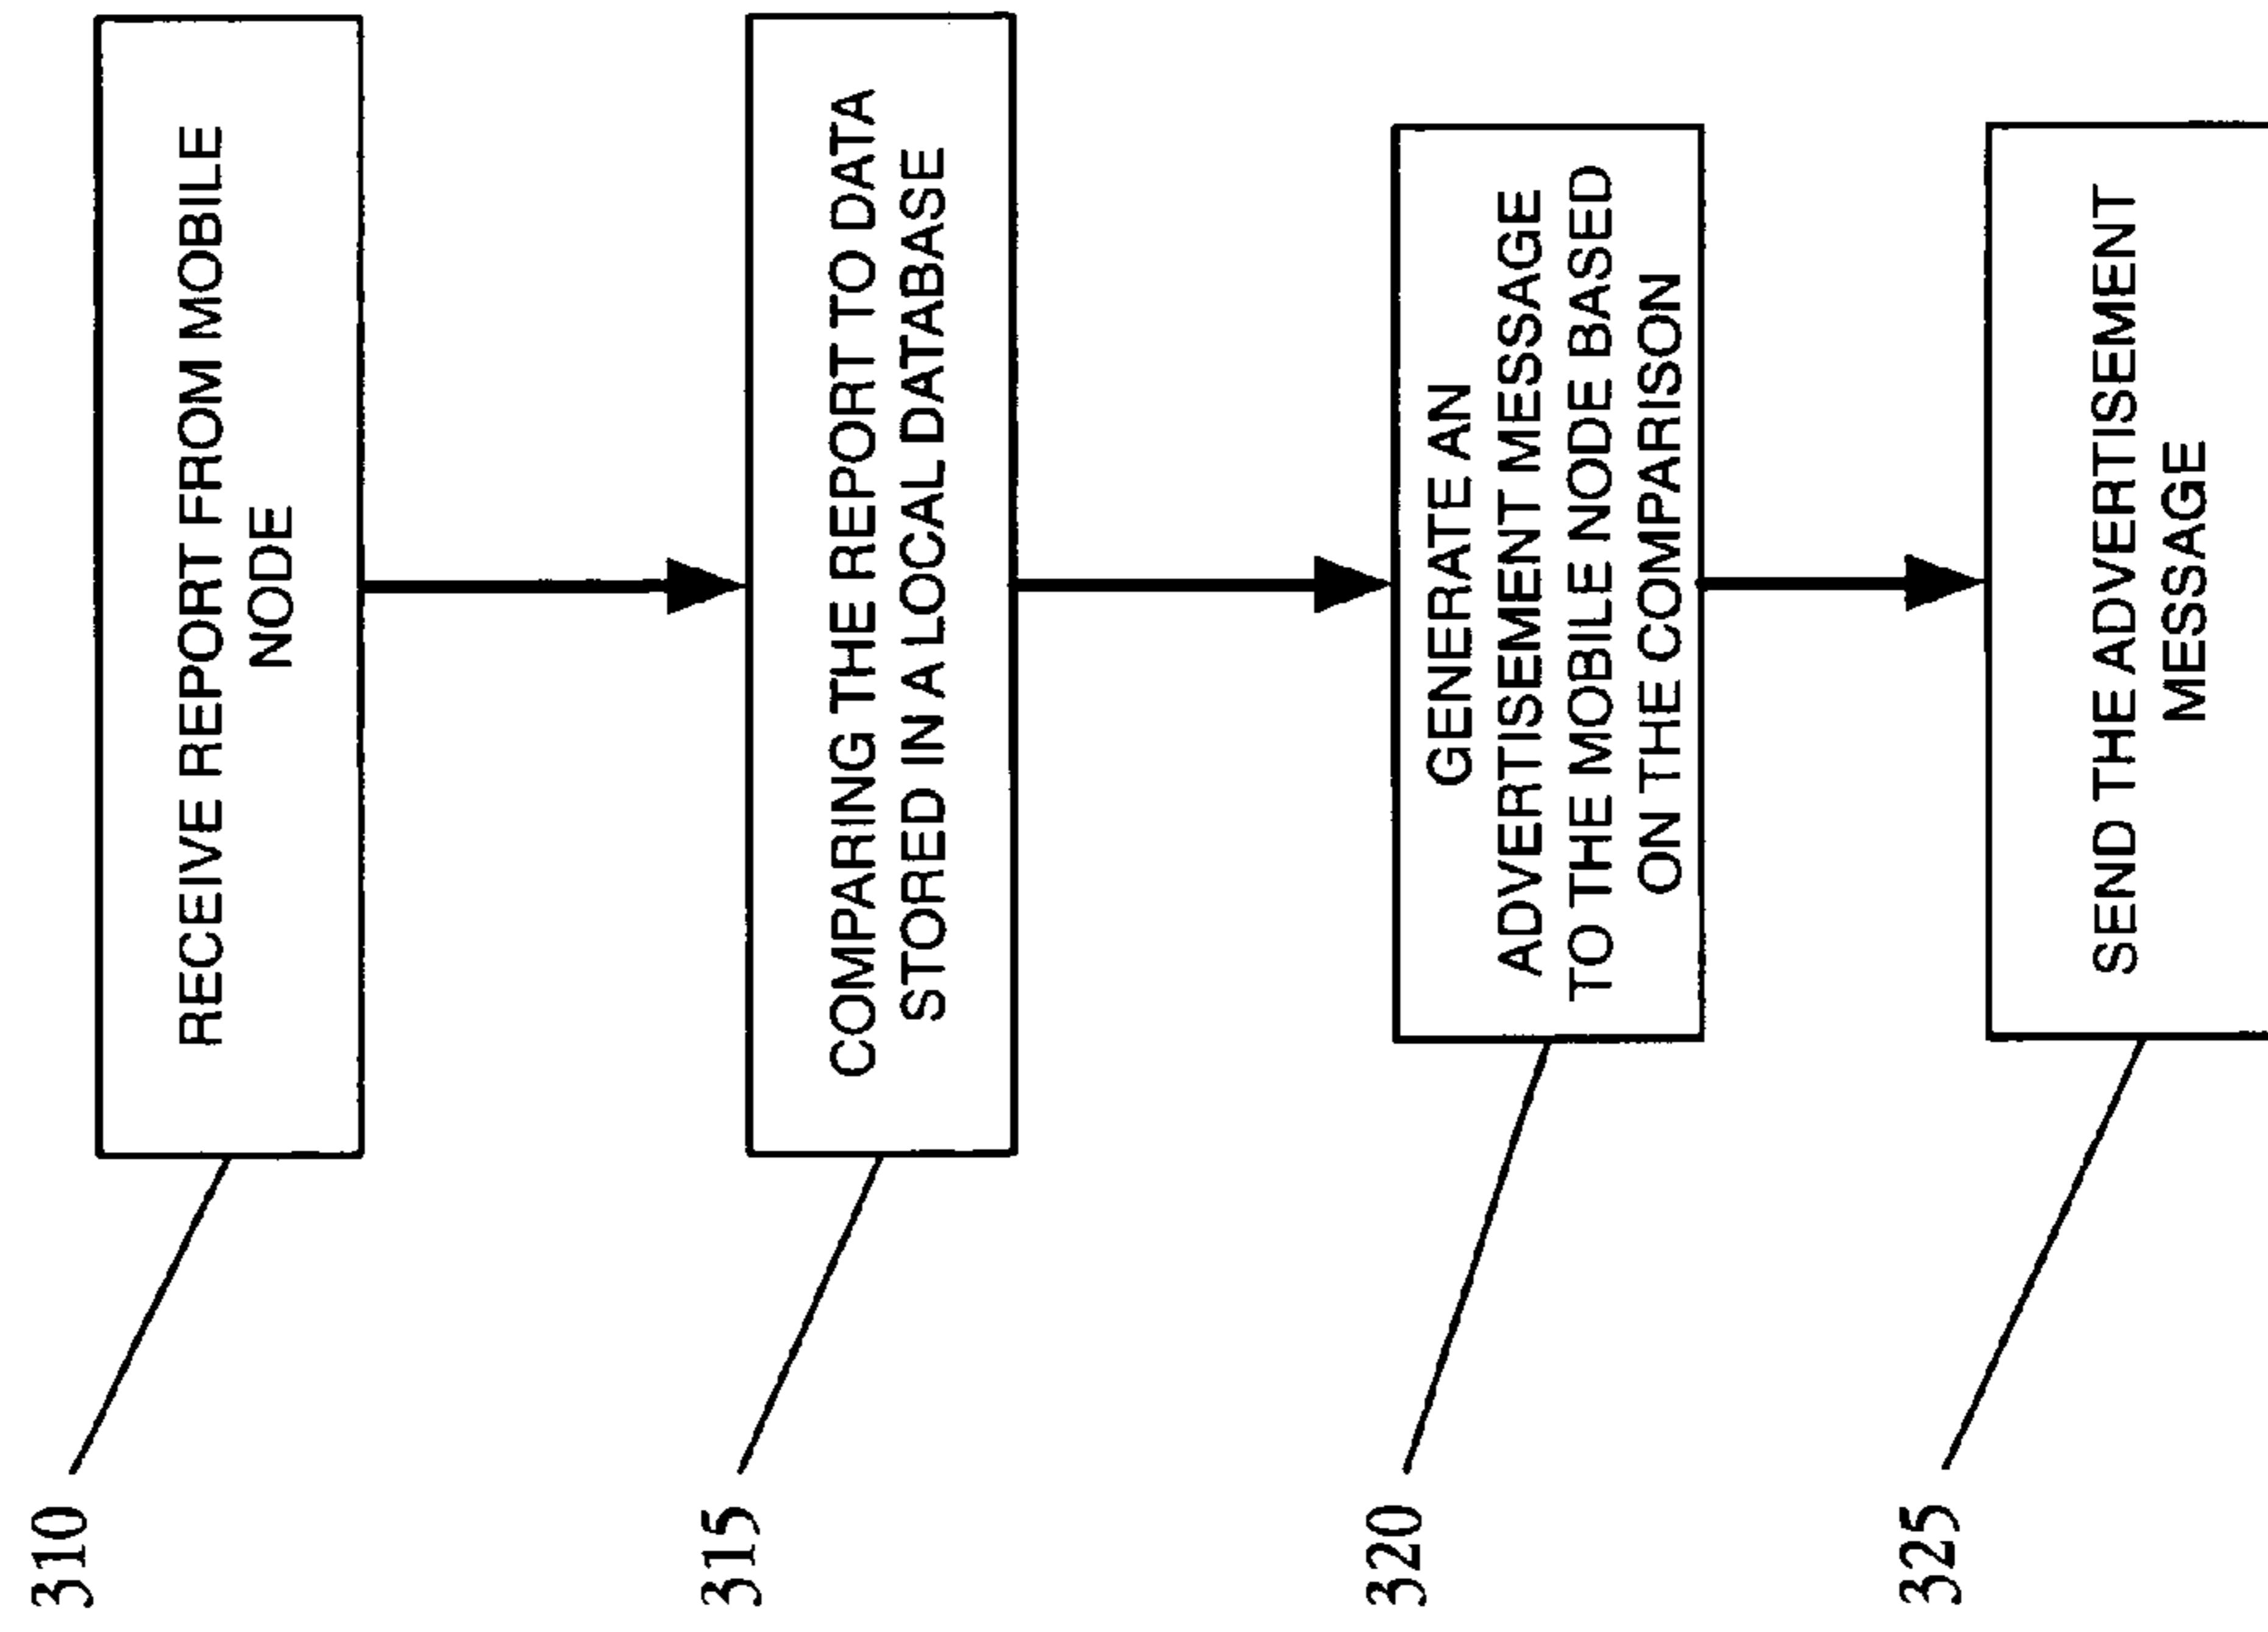 310
RECEIVE REPORT FROM MOBILE
NODE
315
COMPARING THE REPORT TO DATA
STORED IN A LOCAL DATABASE
320
GENERATE AN
ADVERTISEMENT MESSAGE
TO THE MOBILE NODE BASED
ON THE COMPARISON
325
SEND THE ADVERTISEMENT
MESSAGE